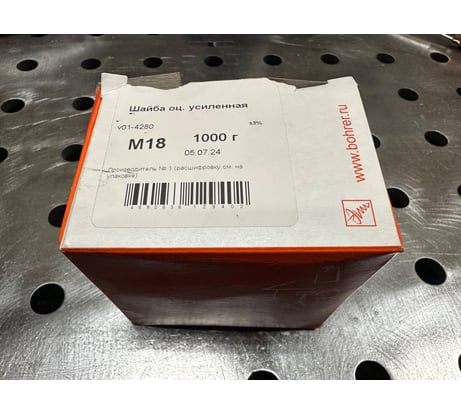 Шайба оц. усиленная
v01-4280
±3%
M18
1000 г
05.07.24
Производитель № 1 (расшифровку см. на
упаковке)
www.bohrer.ru